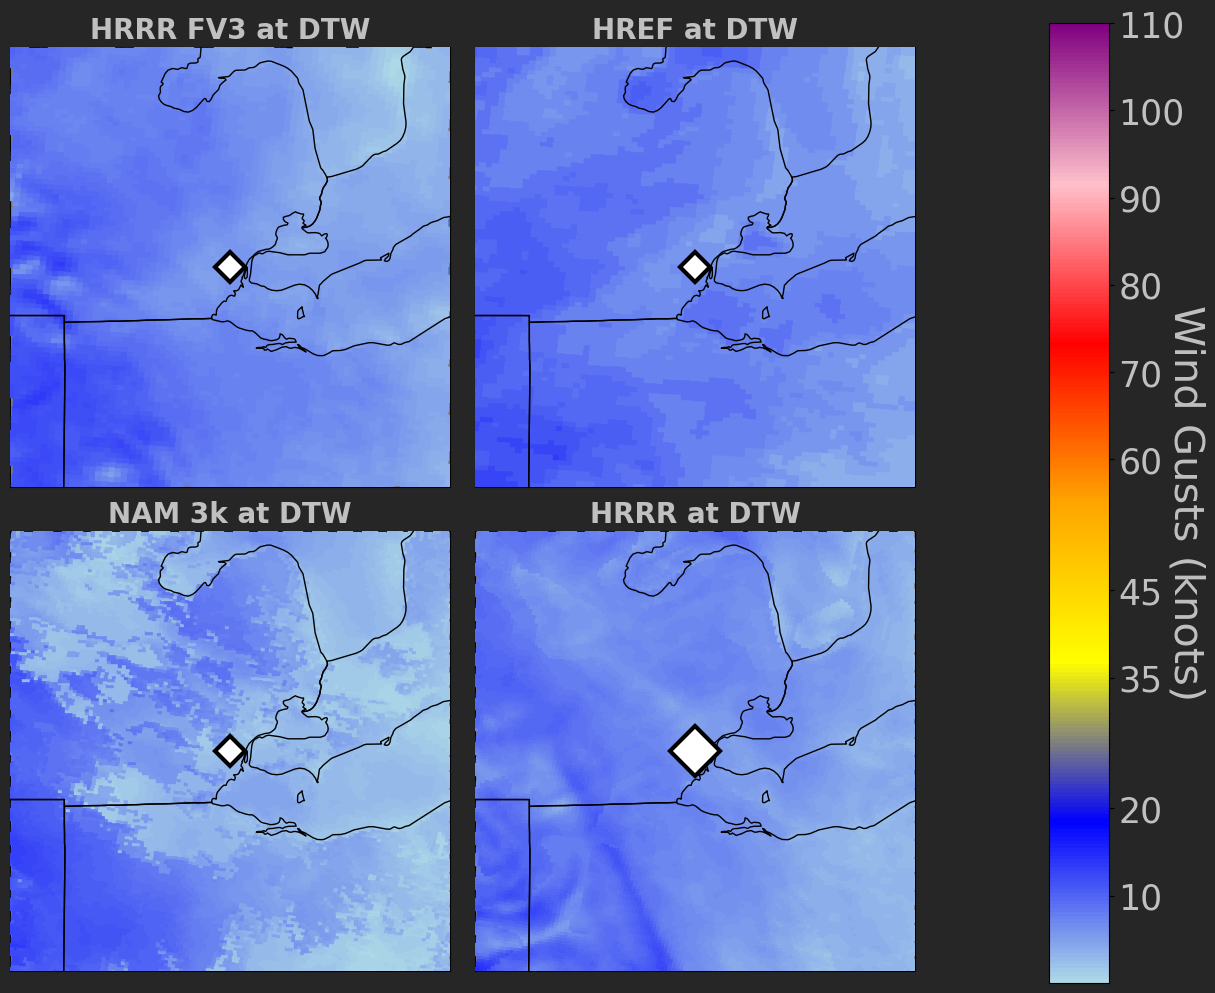 HRRR FV3 at DTW
HREF at DTW
NAM 3k at DTW
HRRR at DTW
110
100
90
80
70
60
45
35
20
10
Wind Gusts (knots)